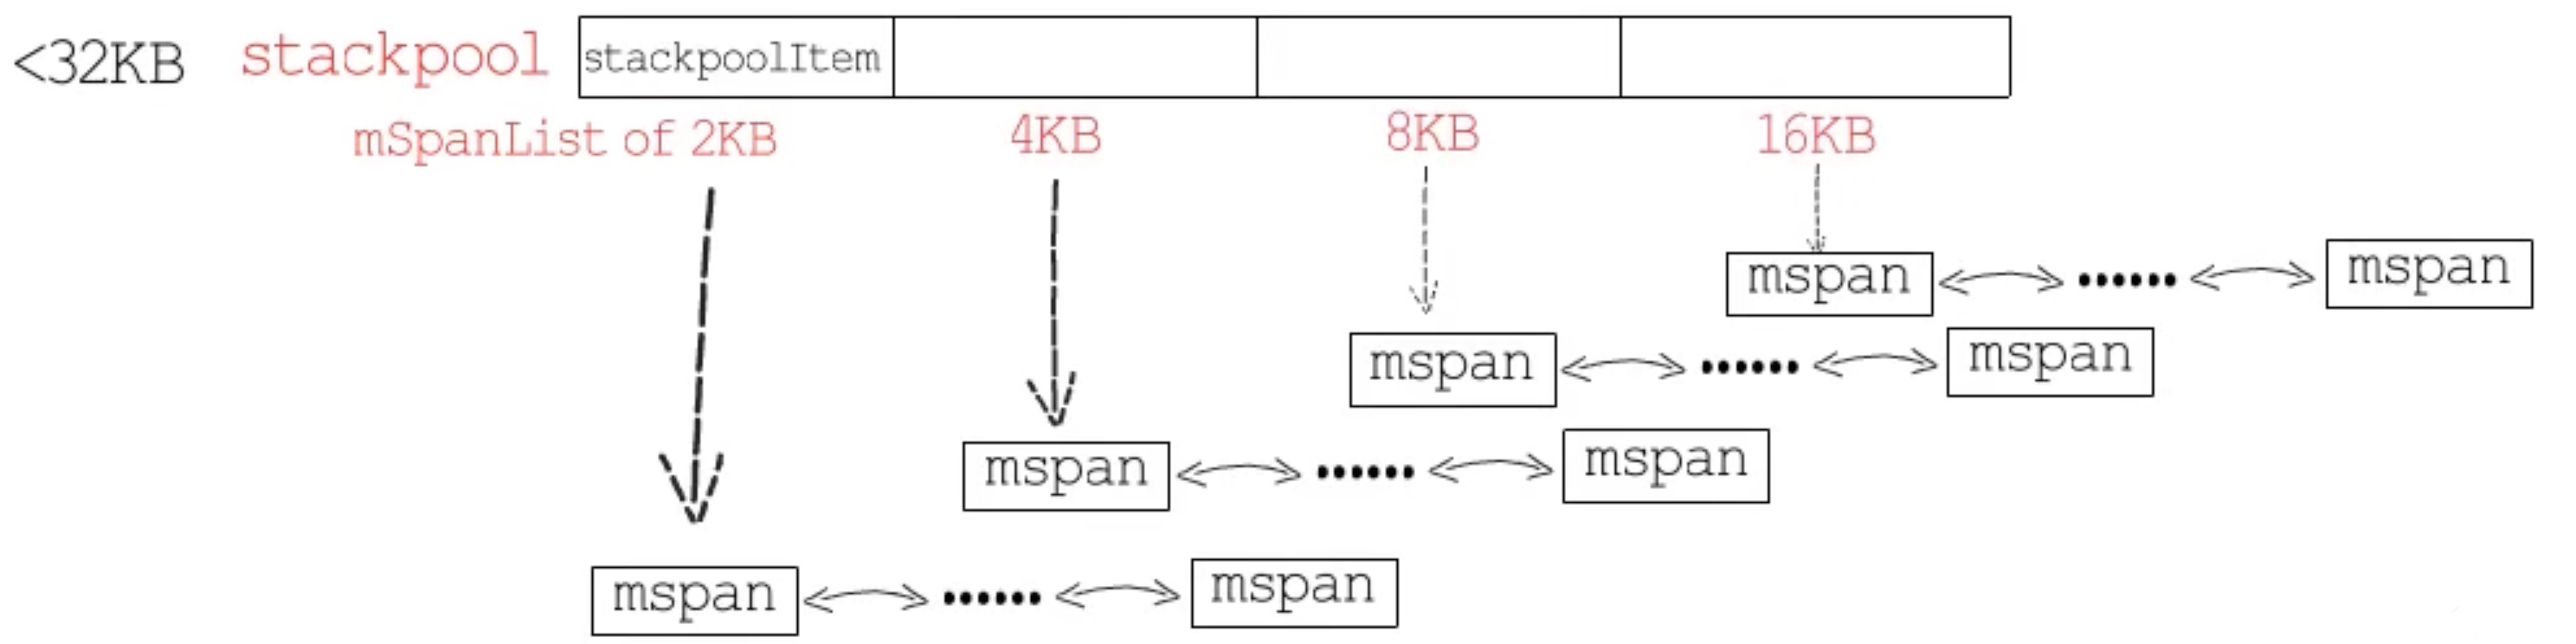 <32KB stackpool stackpoolItem
mSpanList of 2KB 4KB 8KB 16KB
mspan ...... mspan
mspan ...... mspan
mspan ...... mspan
mspan ...... mspan